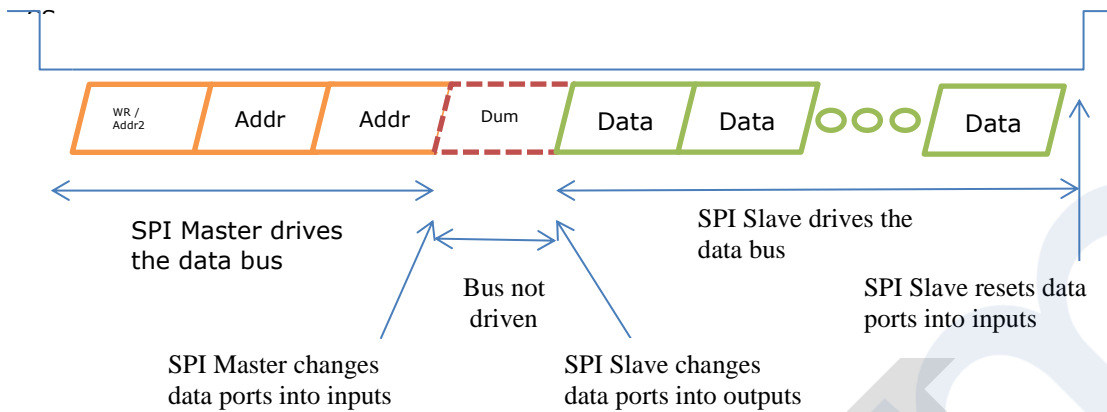 WR /
Addr2
Addr
Addr
Dum
Data
Data
Data
SPI Master drives
the data bus
SPI Slave drives the
data bus
Bus not
driven
SPI Slave resets data
ports into inputs
SPI Master changes
data ports into inputs
SPI Slave changes
data ports into outputs